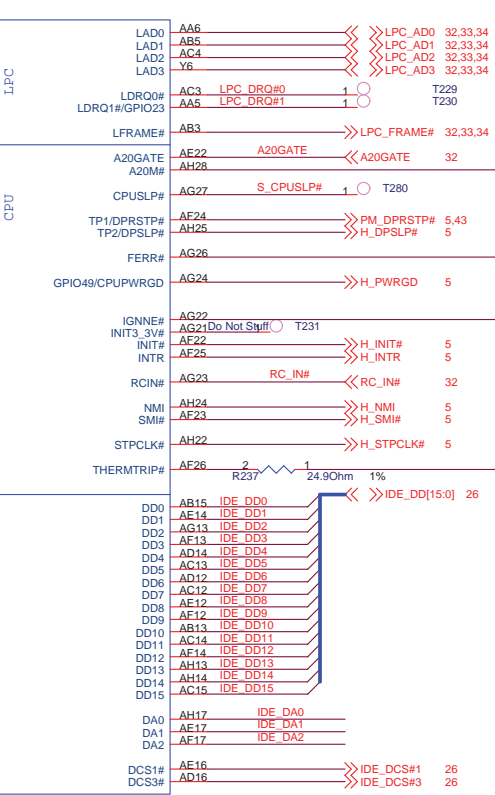 LPC
LAD0 AA6 LPC_AD0 32,33,34
LAD1 AB5 LPC_AD1 32,33,34
LAD2 AC4 LPC_AD2 32,33,34
LAD3 Y6 LPC_AD3 32,33,34
LDRQ0# AC3 LPC_DRQ#0 1 T229
LDRQ1#/GPIO23 AA5 LPC_DRQ#1 1 T230
LFRAME# AB3 LPC_FRAME# 32,33,34
CPU
A20GATE AE22 A20GATE A20GATE 32
A20M# AH28
CPUSLP# AG27 S_CPUSLP# 1 T280
TP1/DPRSTP# AF24 PM_DPRSTP# 5,43
TP2/DPSLP# AH25 H_DPSLP# 5
FERR# AG26
GPIO49/CPUPWRGD AG24 H_PWRGD 5
IGNNE# AG22
INIT3_3V# AG21 Do Not Stuff 1 T231
INIT# AF22 H_INIT# 5
INTR AF25 H_INTR 5
RCIN# AG23 RC_IN# RC_IN# 32
NMI AH24 H_NMI 5
SMI# AF23 H_SMI# 5
STPCLK# AH22 H_STPCLK# 5
THERMTRIP# AF26 2 1
R237 24.9Ohm 1%
IDE_DD[15:0] 26
DD0 AB15 IDE_DD0
DD1 AE14 IDE_DD1
DD2 AG13 IDE_DD2
DD3 AF13 IDE_DD3
DD4 AD14 IDE_DD4
DD5 AC13 IDE_DD5
DD6 AD12 IDE_DD6
DD7 AC12 IDE_DD7
DD8 AE12 IDE_DD8
DD9 AF12 IDE_DD9
DD10 AB13 IDE_DD10
DD11 AC14 IDE_DD11
DD12 AF14 IDE_DD12
DD13 AH13 IDE_DD13
DD14 AH14 IDE_DD14
DD15 AC15 IDE_DD15
DA0 AH17 IDE_DA0
DA1 AE17 IDE_DA1
DA2 AF17 IDE_DA2
DCS1# AE16 IDE_DCS#1 26
DCS3# AD16 IDE_DCS#3 26